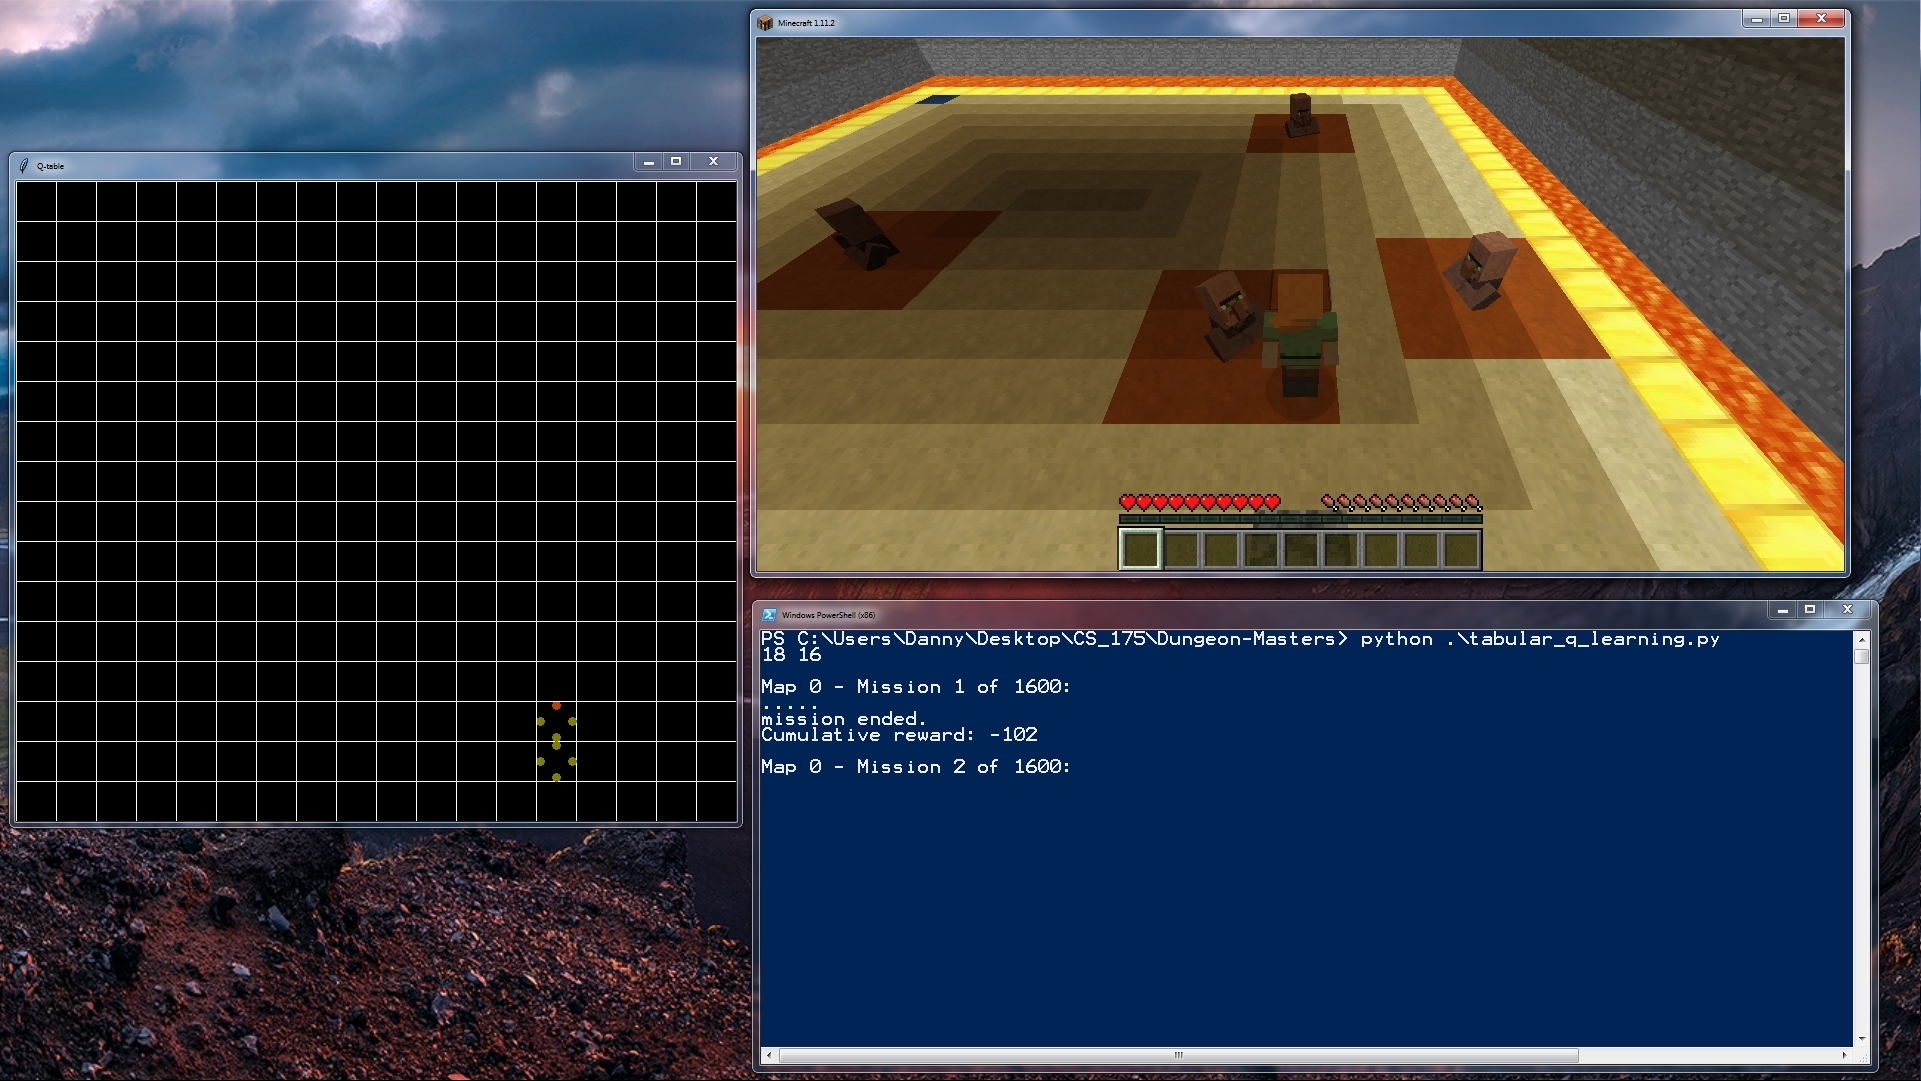 Minecraft 1.11.2
Q-table
Windows PowerShell (x86)
PS C:\Users\Danny\Desktop\CS_175\Dungeon-Masters> python .\tabular_q_learning.py
18 16
Map 0 - Mission 1 of 1600:
.....
mission ended.
Cumulative reward: -102
Map 0 - Mission 2 of 1600: